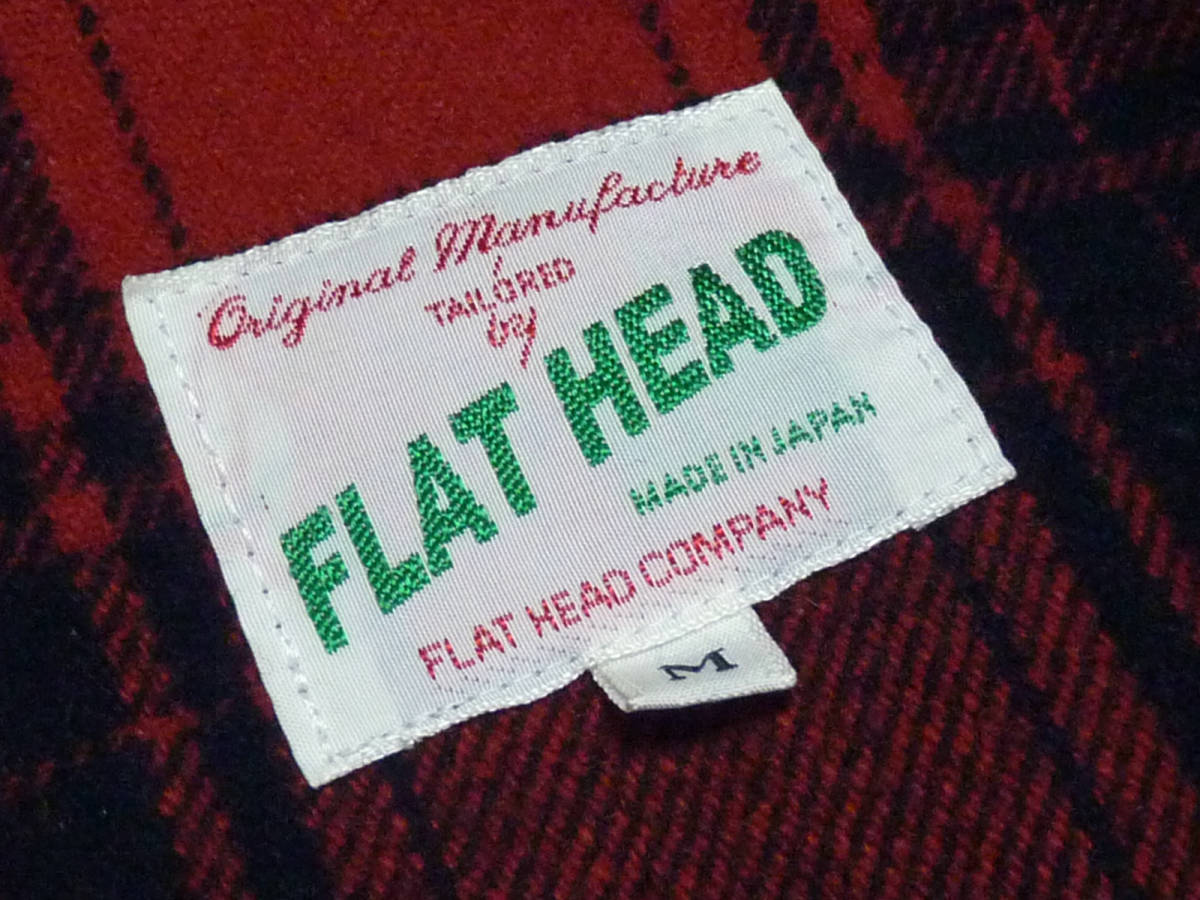 Original Manufacture
TAILORED
by
FLAT HEAD
MADE IN JAPAN
FLAT HEAD COMPANY
M